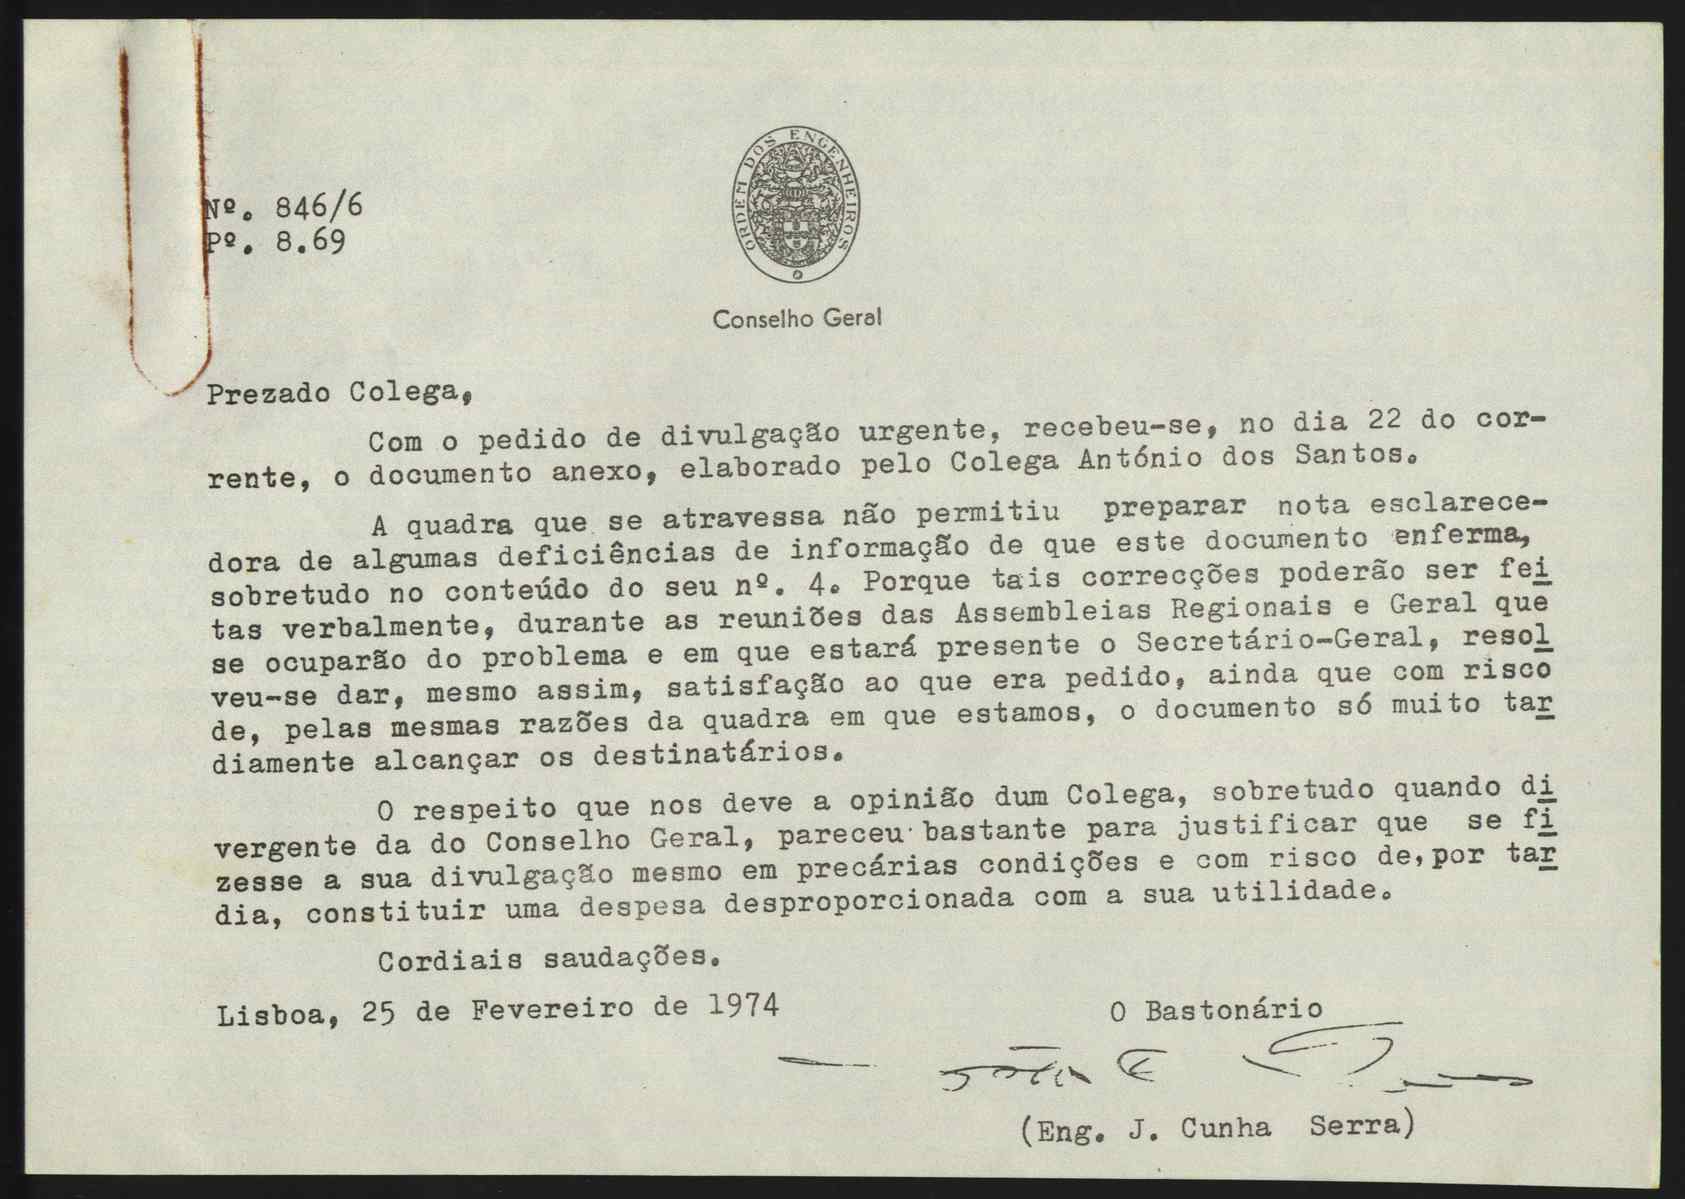 ORDEM DOS ENGENHEIROS
Nº. 846/6
Pº. 8.69
Conselho Geral
Prezado Colega,
Com o pedido de divulgação urgente, recebeu-se, no dia 22 do cor-
rente, o documento anexo, elaborado pelo Colega António dos Santos.
A quadra que se atravessa não permitiu preparar nota esclarece-
dora de algumas deficiências de informação de que este documento enferma,
sobretudo no conteúdo do seu nº. 4. Porque tais correcções poderão ser fei
tas verbalmente, durante as reuniões das Assembleias Regionais e Geral que
se ocuparão do problema e em que estará presente o Secretário-Geral, resol
veu-se dar, mesmo assim, satisfação ao que era pedido, ainda que com risco
de, pelas mesmas razões da quadra em que estamos, o documento só muito tar
diamente alcançar os destinatários.
O respeito que nos deve a opinião dum Colega, sobretudo quando di
vergente da do Conselho Geral, pareceu bastante para justificar que se fi
zesse a sua divulgação mesmo em precárias condições e com risco de, por tar
dia, constituir uma despesa desproporcionada com a sua utilidade.
Cordiais saudações.
Lisboa, 25 de Fevereiro de 1974
O Bastonário
(Eng. J. Cunha Serra)